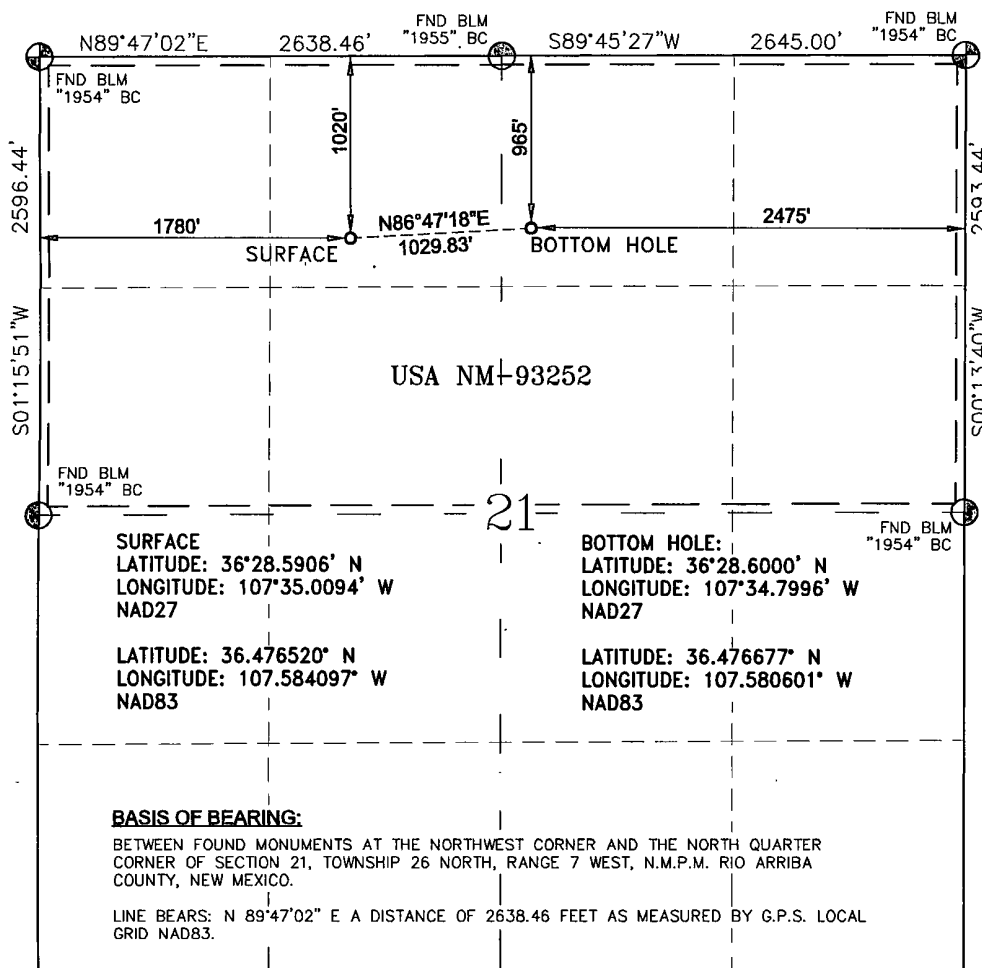 FND BLM
"1955" BC
FND BLM
"1954" BC
N89°47'02"E
2638.46'
S89°45'27"W
2645.00'
FND BLM
"1954" BC
1020'
965'
2596.44'
2593.44'
1780'
N86°47'18"E
1029.83'
2475'
SURFACE
BOTTOM HOLE
S01°15'51"W
S00°13'40"W
USA NM-93252
FND BLM
"1954" BC
21
FND BLM
"1954" BC
SURFACE
LATITUDE: 36°28.5906' N
LONGITUDE: 107°35.0094' W
NAD27
LATITUDE: 36.476520° N
LONGITUDE: 107.584097° W
NAD83
BOTTOM HOLE:
LATITUDE: 36°28.6000' N
LONGITUDE: 107°34.7996' W
NAD27
LATITUDE: 36.476677° N
LONGITUDE: 107.580601° W
NAD83
BASIS OF BEARING:
BETWEEN FOUND MONUMENTS AT THE NORTHWEST CORNER AND THE NORTH QUARTER
CORNER OF SECTION 21, TOWNSHIP 26 NORTH, RANGE 7 WEST, N.M.P.M. RIO ARRIBA
COUNTY, NEW MEXICO.
LINE BEARS: N 89°47'02" E A DISTANCE OF 2638.46 FEET AS MEASURED BY G.P.S. LOCAL
GRID NAD83.